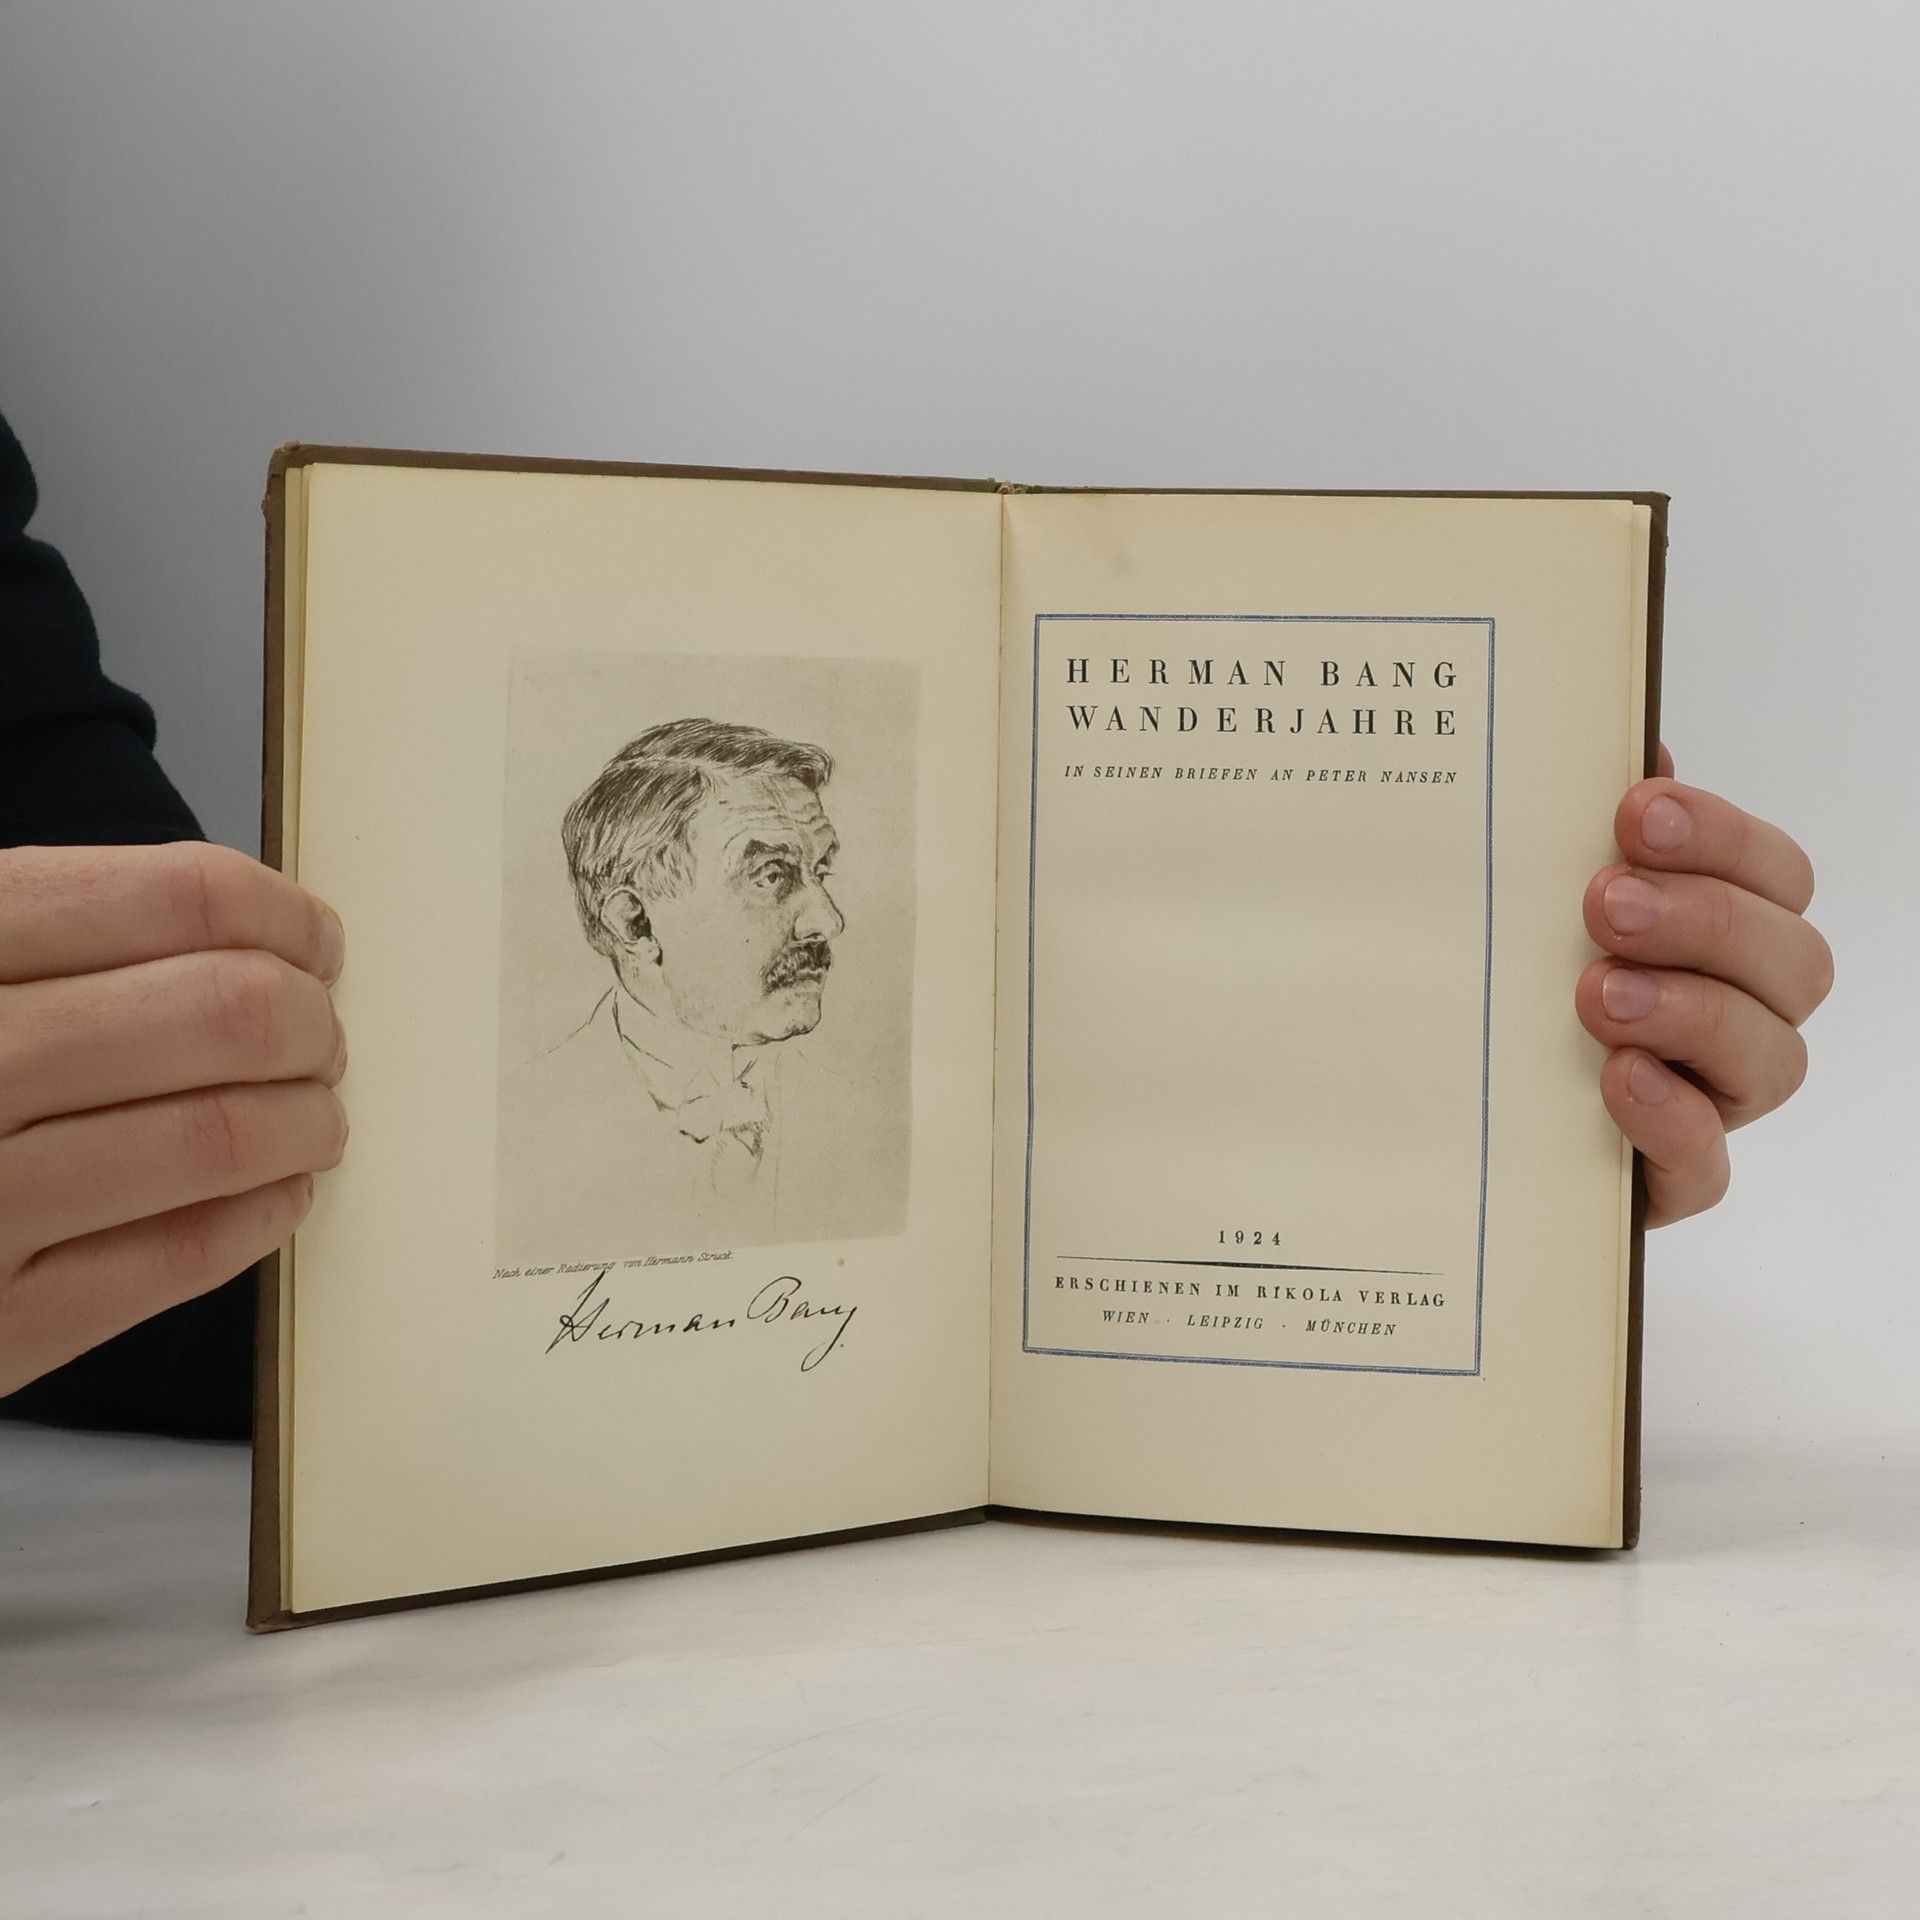 Nach einer Radierung von Hermann Struck.
Herman Bang.
HERMAN BANG
WANDERJAHRE
IN SEINEN BRIEFEN AN PETER NANSEN
1924
ERSCHIENEN IM RIKOLA VERLAG
WIEN · LEIPZIG · MÜNCHEN